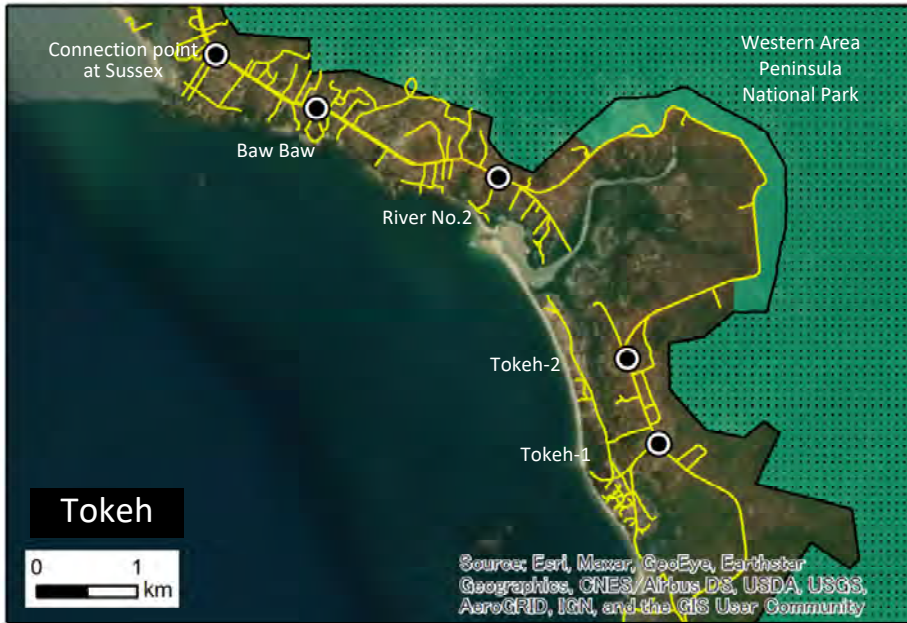 Connection point
at Sussex
Western Area
Peninsula
National Park
Baw Baw
River No.2
Tokeh-2
Tokeh-1
Tokeh
0 1
km
Source: Esri, Maxar, GeoEye, Earthstar
Geographics, CNES/Airbus DS, USDA, USGS,
AeroGRID, IGN, and the GIS User Community